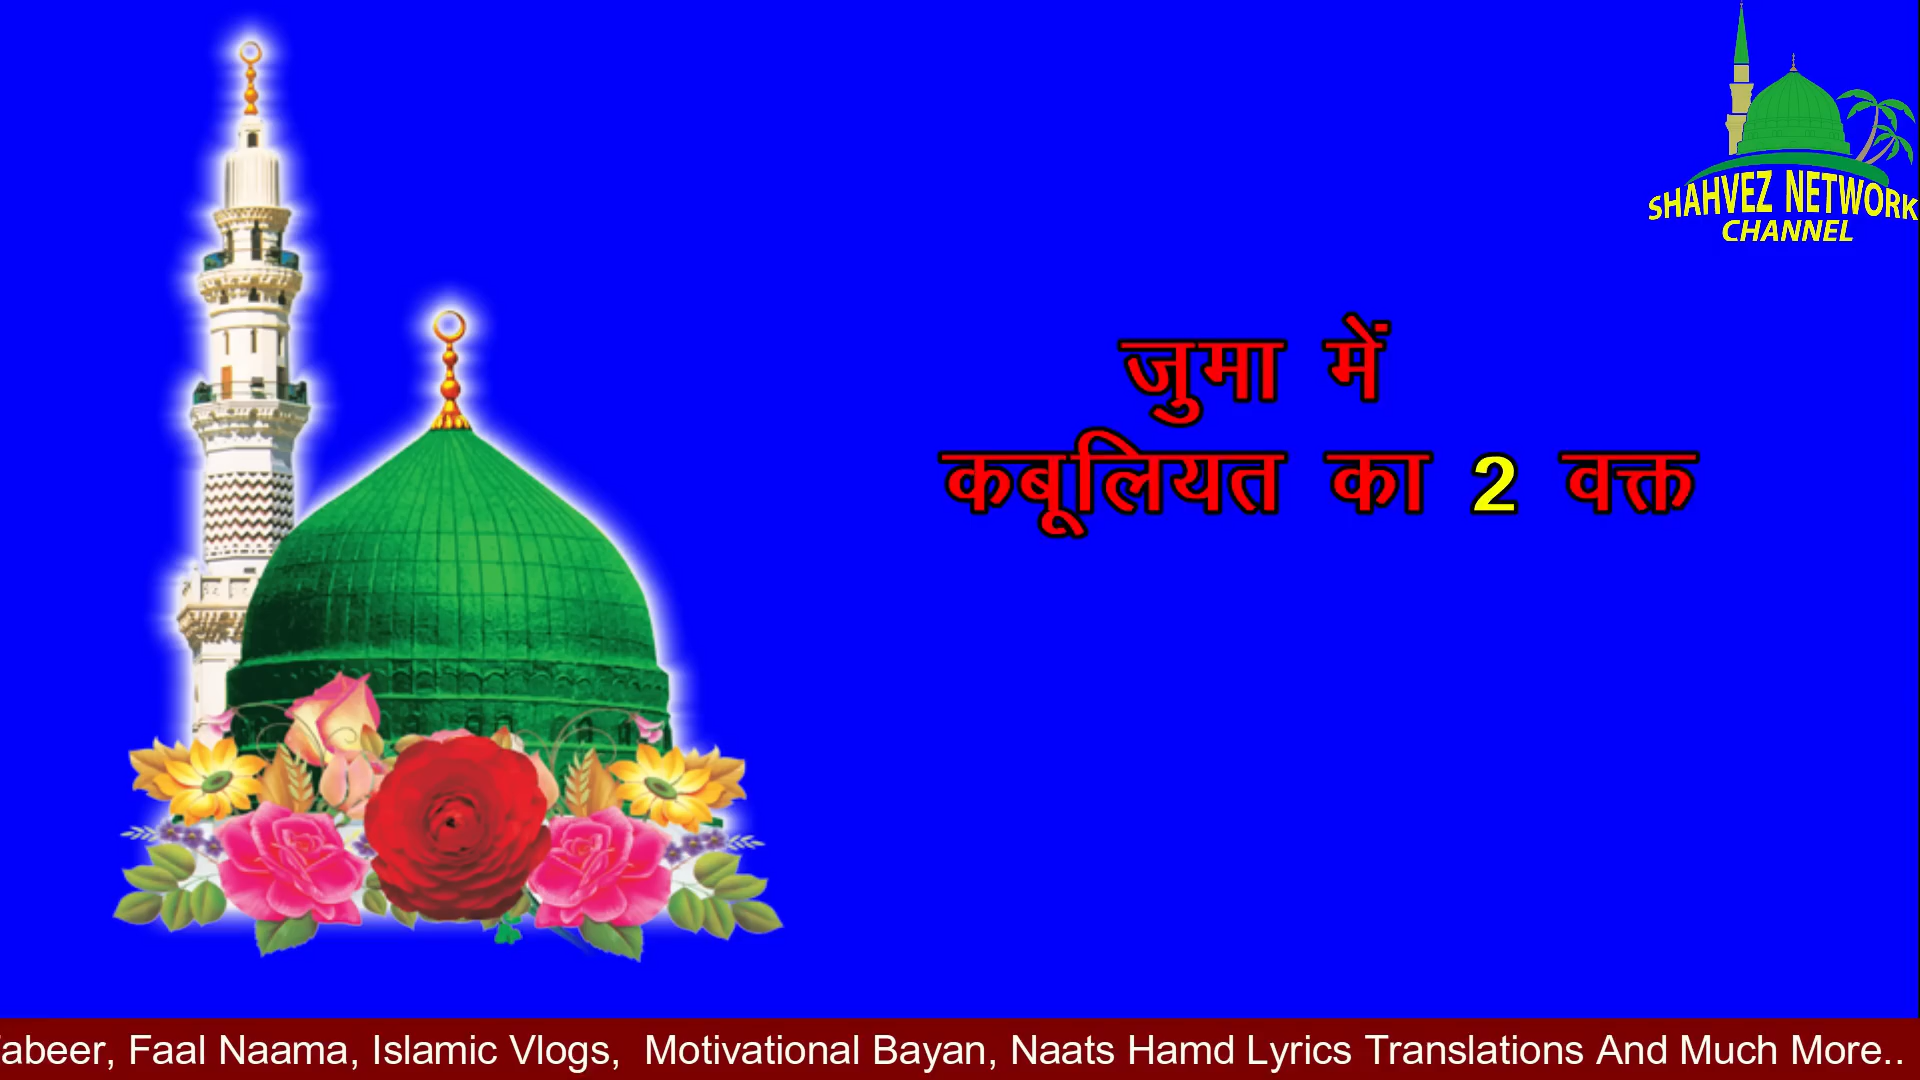 SHAHVEZ NETWORK
CHANNEL
जुमा में
कबूलियत का 2 वक्त
abeer, Faal Naama, Islamic Vlogs, Motivational Bayan, Naats Hamd Lyrics Translations And Much More..